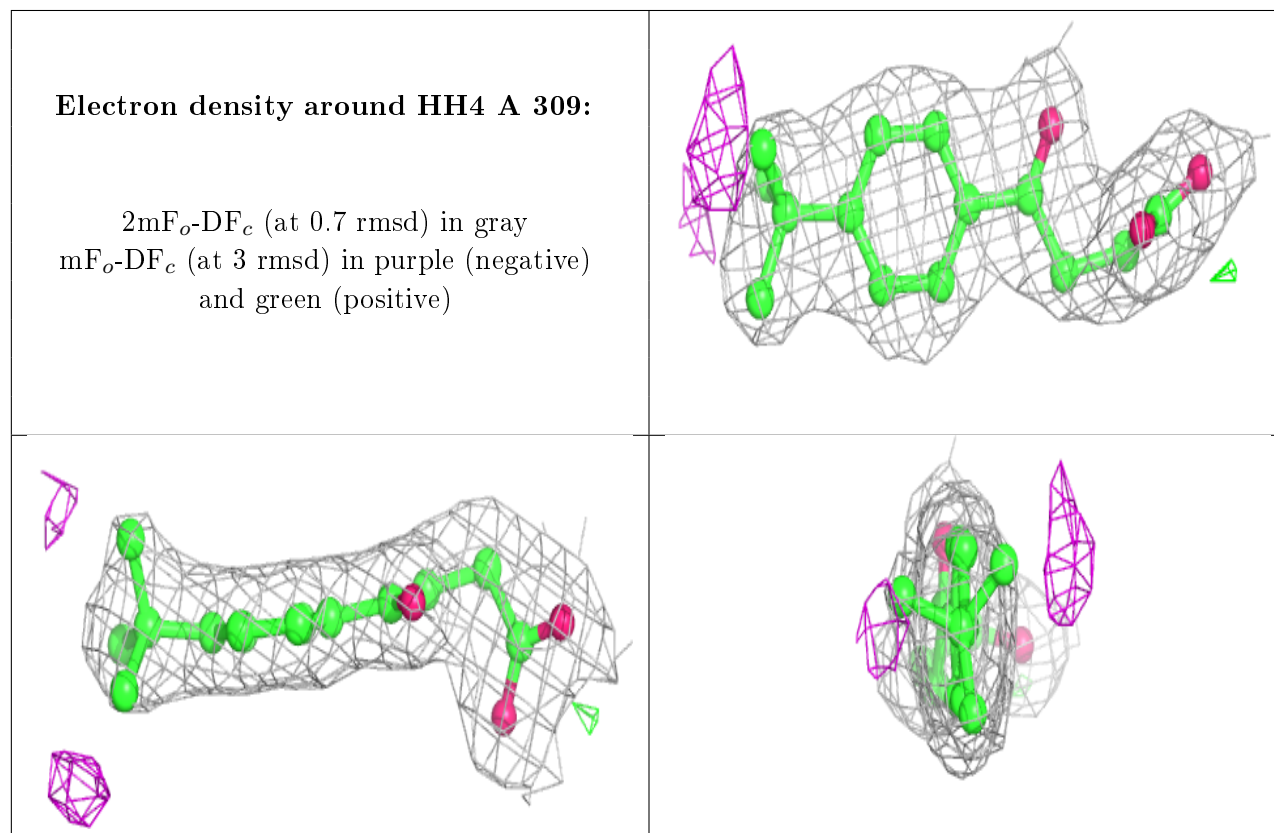 Electron density around HH4 A 309:
2mFo-DFc (at 0.7 rmsd) in gray
mFo-DFc (at 3 rmsd) in purple (negative)
and green (positive)